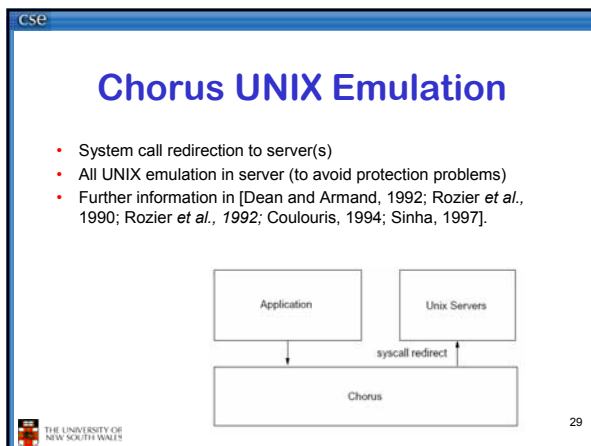 cse
Chorus UNIX Emulation
• System call redirection to server(s)
• All UNIX emulation in server (to avoid protection problems)
• Further information in [Dean and Armand, 1992; Rozier et al.,
1990; Rozier et al., 1992; Coulouris, 1994; Sinha, 1997].
Application
Unix Servers
syscall redirect
Chorus
THE UNIVERSITY OF
NEW SOUTH WALES
29